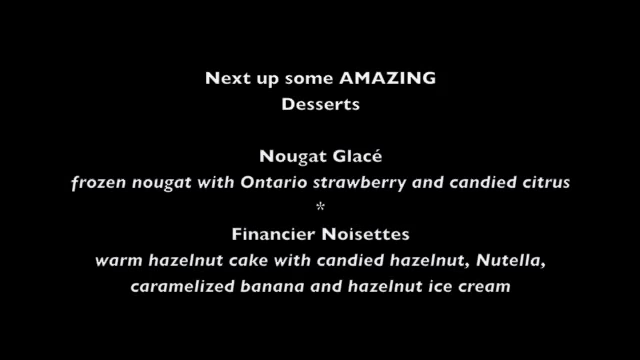 Next up some AMAZING
Desserts
Nougat Glacé
frozen nougat with Ontario strawberry and candied citrus
*
Financier Noisettes
warm hazelnut cake with candied hazelnut, Nutella,
caramelized banana and hazelnut ice cream